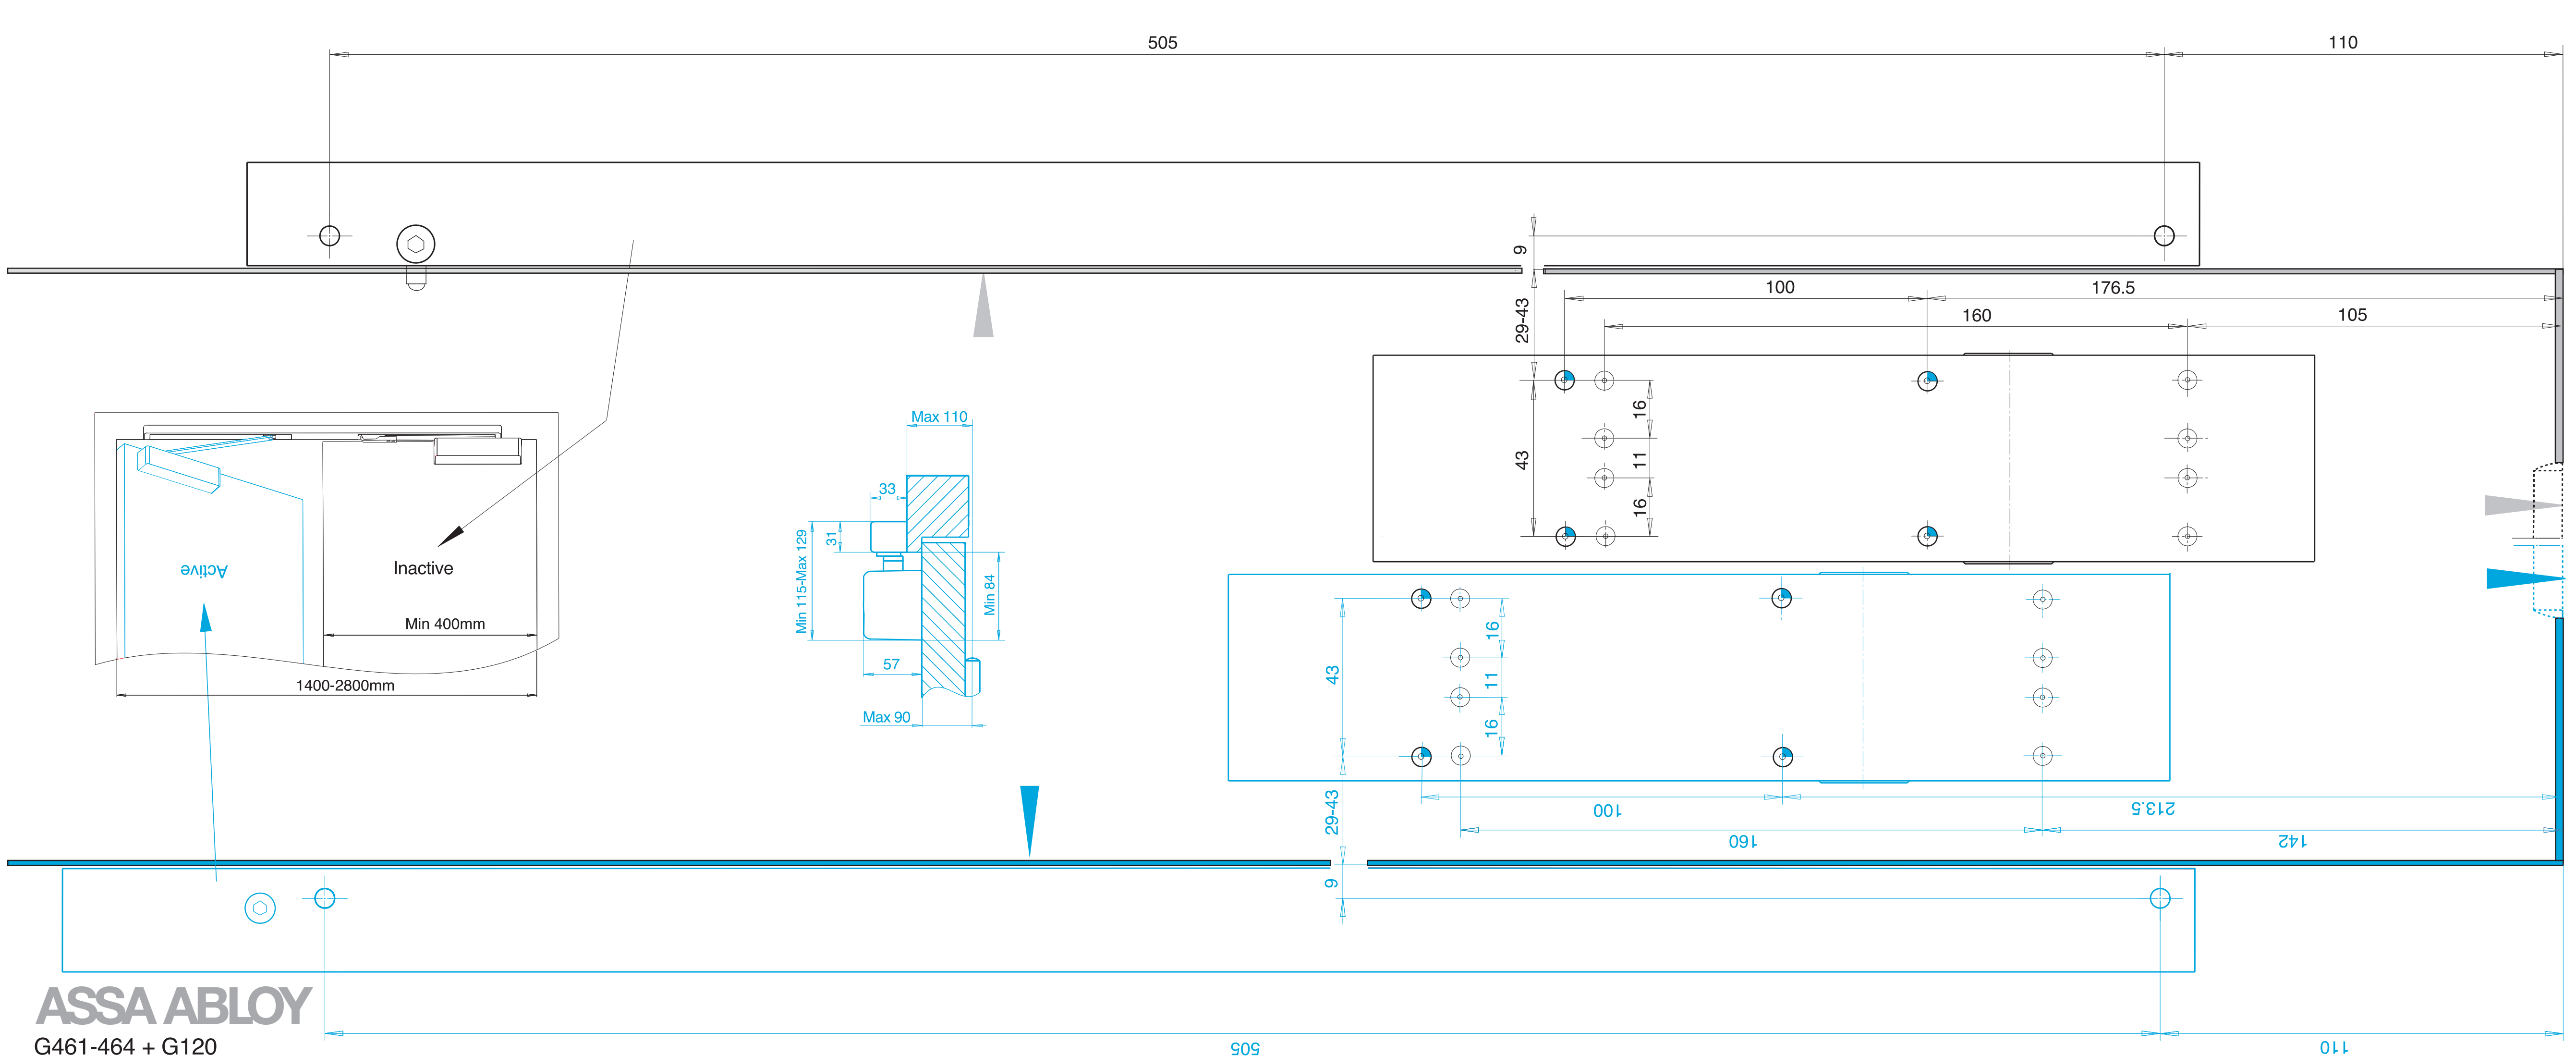 505
110
9
100
176.5
29-43
160
105
16
43
11
16
Max 110
33
31
Min 115-Max 129
Min 84
57
Max 90
Active
Inactive
Min 400mm
1400-2800mm
16
43
11
16
29-43
100
213.5
160
142
9
ASSA ABLOY
G461-464 + G120
505
110